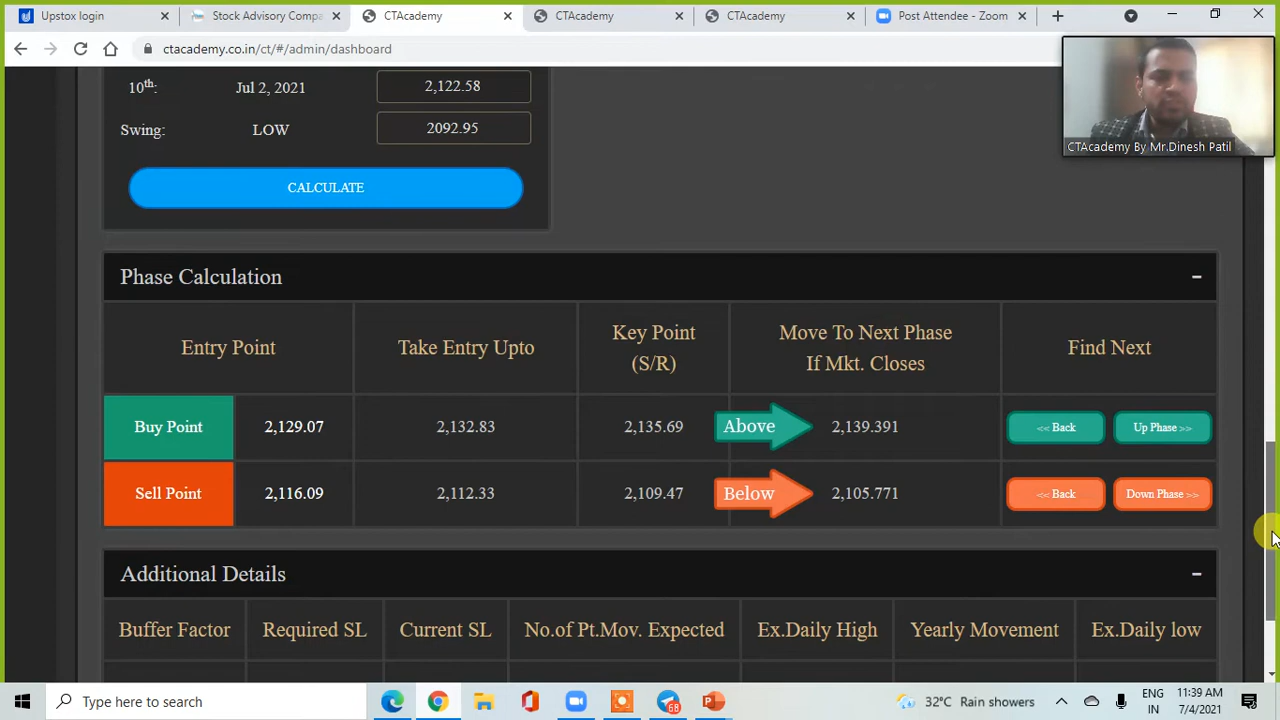 Upstox login
Stock Advisory Compa
CTAcademy
CTAcademy
CTAcademy
Post Attendee - Zoom
ctacademy.co.in/ct/#/admin/dashboard
CTAcademy By Mr.Dinesh Patil
10th: Jul 2, 2021 2,122.58
Swing: LOW 2092.95
CALCULATE
Phase Calculation
Entry Point
Take Entry Upto
Key Point
(S/R)
Move To Next Phase
If Mkt. Closes
Find Next
Buy Point 2,129.07 2,132.83 2,135.69 Above 2,139.391 << Back Up Phase >>
Sell Point 2,116.09 2,112.33 2,109.47 Below 2,105.771 << Back Down Phase >>
Additional Details
Buffer Factor Required SL Current SL No.of Pt.Mov. Expected Ex.Daily High Yearly Movement Ex.Daily low
Type here to search
68
32°C Rain showers
ENG
IN
11:39 AM
7/4/2021